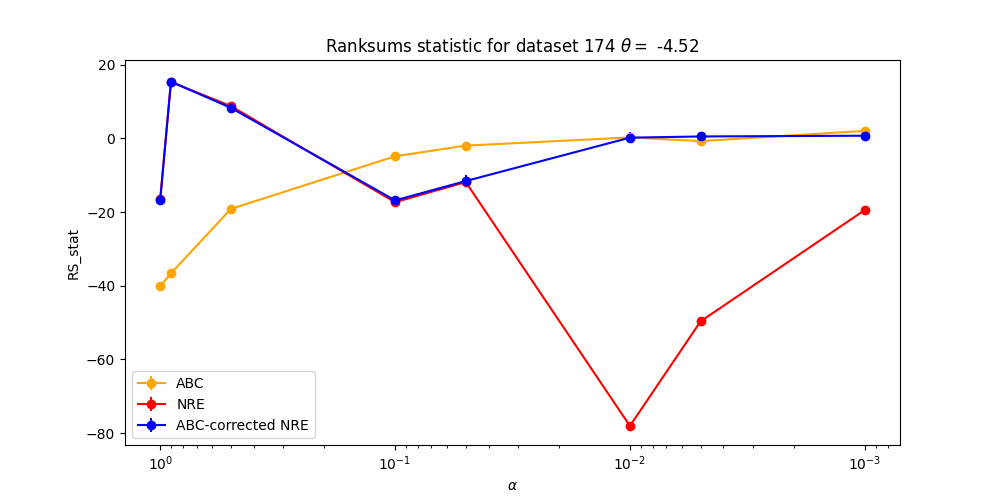 Ranksums statistic for dataset 174 θ = -4.52
20
0
−20
−40
−60
−80
RS_stat
ABC
NRE
ABC-corrected NRE
10⁰
10⁻¹
10⁻²
10⁻³
α